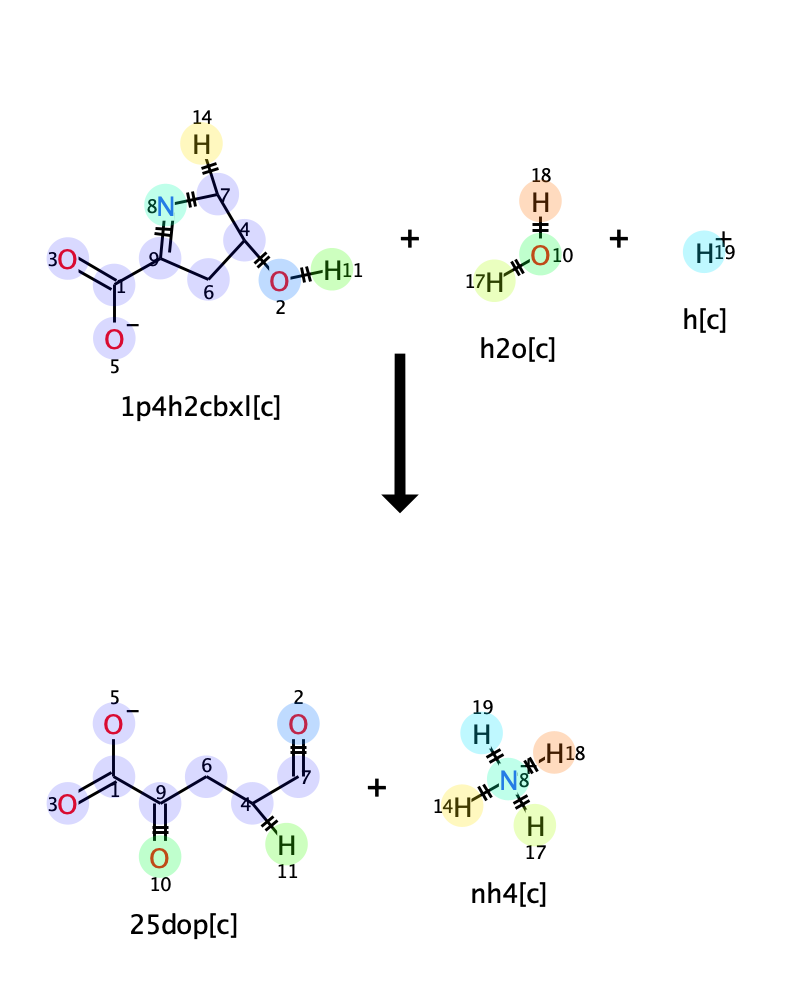 14
H
8N 7
4
3O 9 O H11
1 6 2
O−
5
1p4h2cbxl[c]
+
18
H
O10
17H
h2o[c]
+
H+19
h[c]
5 2
O− O
9 6 7
3O 1 4
O H
10 11
25dop[c]
+
19
H H18
N8
14H H
17
nh4[c]